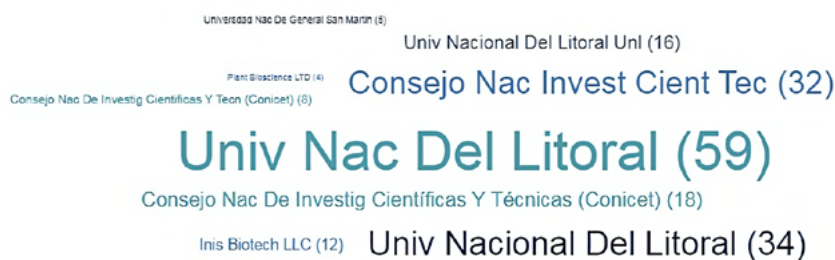 Universdad Nac De General San Martin (5)
Univ Nacional Del Litoral Unl (16)
Plant Bioscience LTD (4)
Consejo Nac Invest Cient Tec (32)
Consejo Nac De Investig Cientificas Y Tecn (Conicet) (8)
Univ Nac Del Litoral (59)
Consejo Nac De Investig Científicas Y Técnicas (Conicet) (18)
Inis Biotech LLC (12)
Univ Nacional Del Litoral (34)